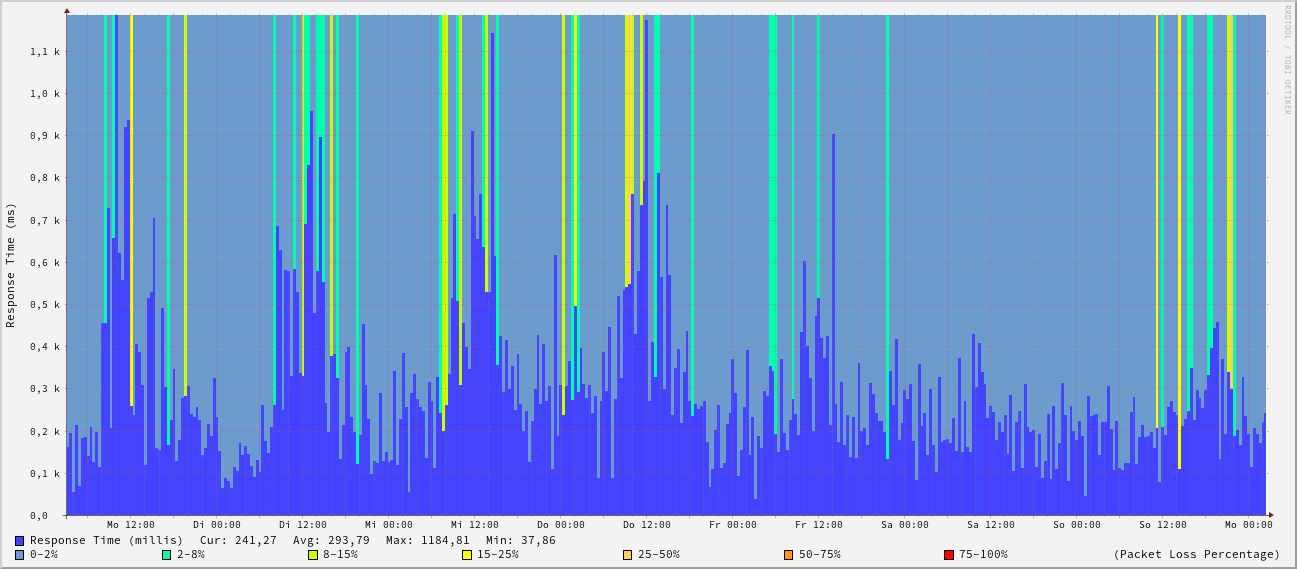 RRDTOOL / TOBI OETIKER
Response Time (ms)
1,1 k
1,0 k
0,9 k
0,8 k
0,7 k
0,6 k
0,5 k
0,4 k
0,3 k
0,2 k
0,1 k
0,0
Mo 12:00 Di 00:00 Di 12:00 Mi 00:00 Mi 12:00 Do 00:00 Do 12:00 Fr 00:00 Fr 12:00 Sa 00:00 Sa 12:00 So 00:00 So 12:00 Mo 00:00
Response Time (millis) Cur: 241,27 Avg: 293,79 Max: 1184,81 Min: 37,86
0-2% 2-8% 8-15% 15-25% 25-50% 50-75% 75-100% (Packet Loss Percentage)